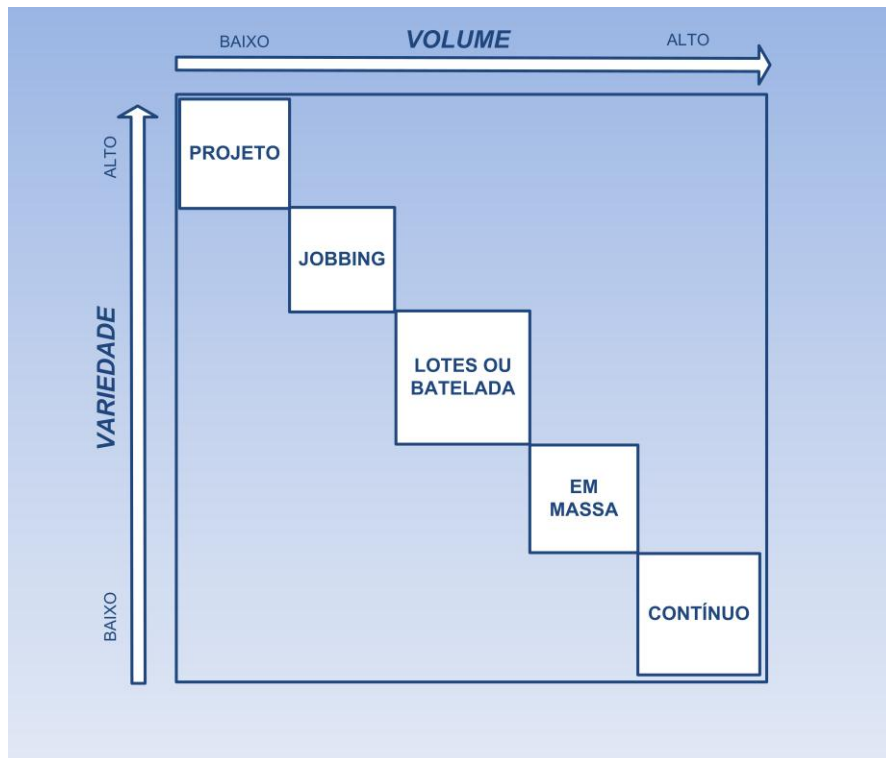 BAIXO
VOLUME
ALTO
ALTO
PROJETO
JOBBING
VARIEDADE
LOTES OU
BATELADA
EM
MASSA
BAIXO
CONTÍNUO